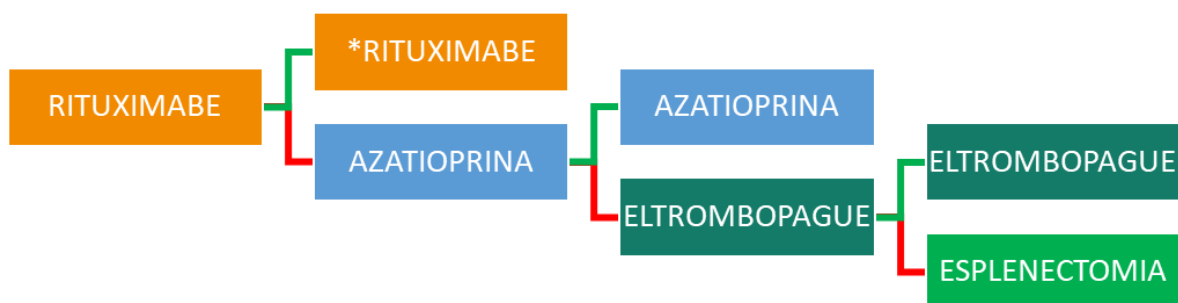 RITUXIMABE
*RITUXIMABE
AZATIOPRINA
AZATIOPRINA
ELTROMBOPAGUE
ELTROMBOPAGUE
ESPLENECTOMIA